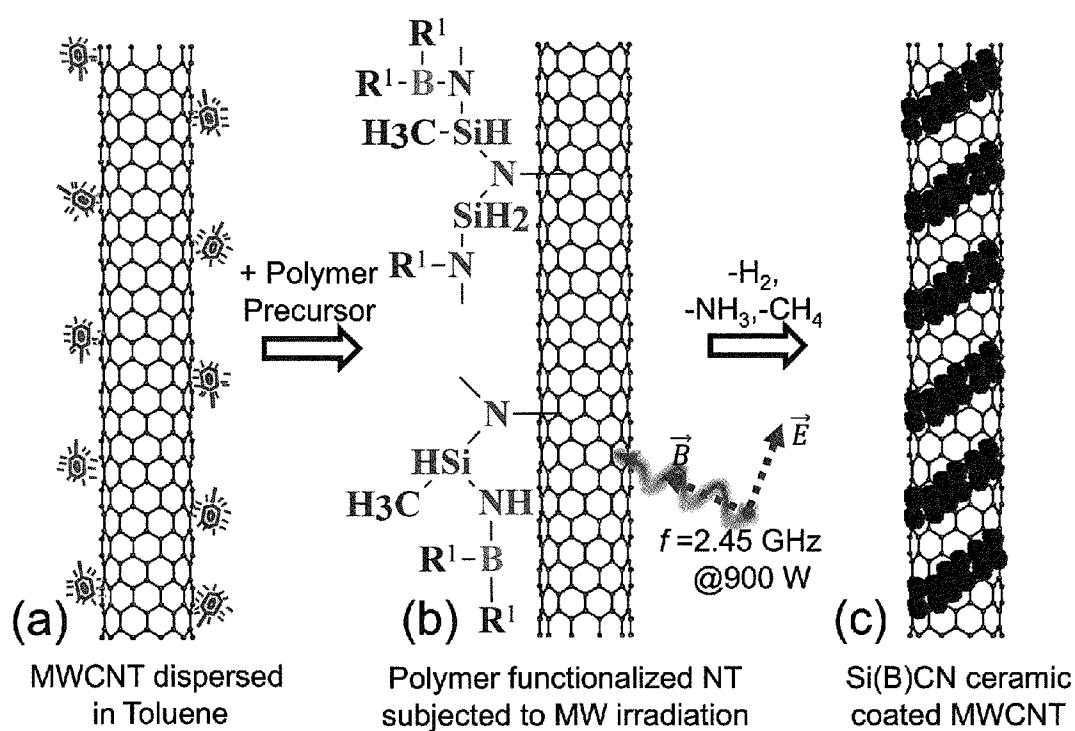 R¹ |
R¹-B-N
H3C-SiH
N
SiH2
R¹-N
+ Polymer
Precursor
-H₂,
-NH₃,-CH₄
N
HSi
H3C NH
R¹-B
R¹
B⃗
E⃗
f=2.45 GHz
@900 W
(a)
(b)
(c)
MWCNT dispersed
in Toluene
Polymer functionalized NT
subjected to MW irradiation
Si(B)CN ceramic
coated MWCNT